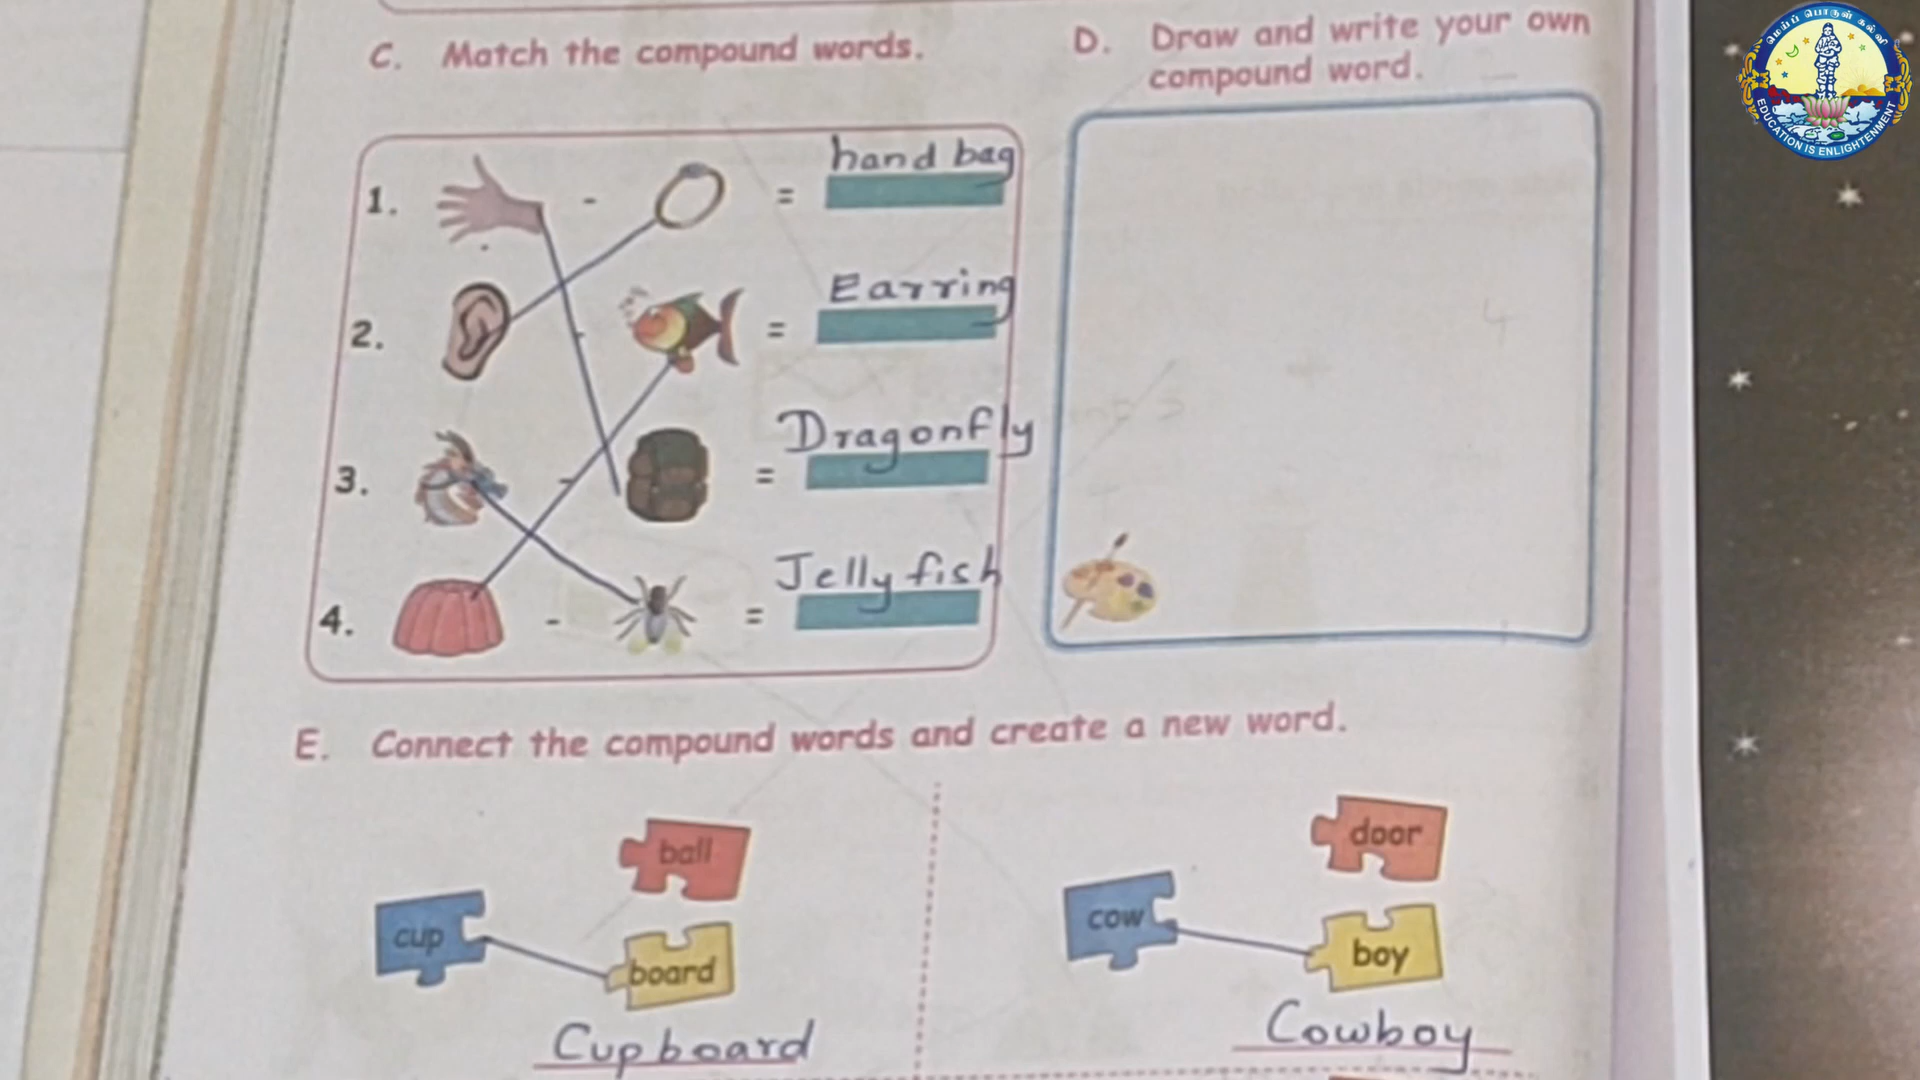 C. Match the compound words.
1. - = hand bag
2. - = Earring
3. - = Dragonfly
4. - = Jelly fish
D. Draw and write your own
compound word.
E. Connect the compound words and create a new word.
ball
cup
board
Cupboard
door
cow
boy
Cowboy
மெய்ப் பொருள் கல்வி
EDUCATION IS ENLIGHTENMENT